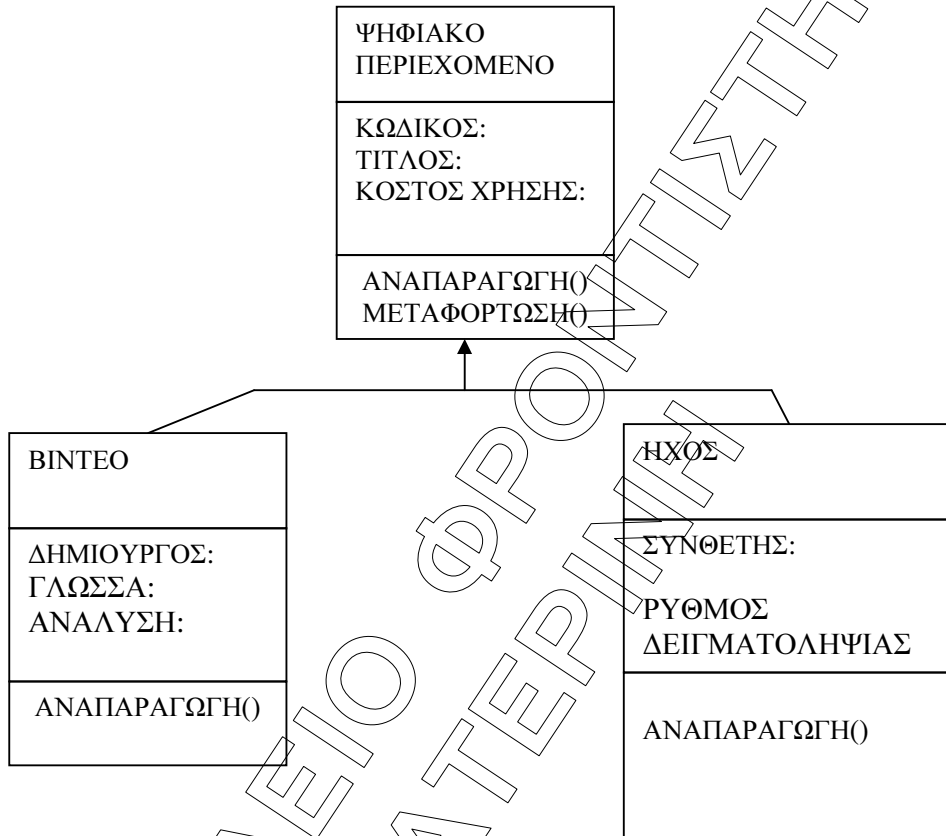 ΨΗΦΙΑΚΟ
ΠΕΡΙΕΧΟΜΕΝΟ
ΚΩΔΙΚΟΣ:
ΤΙΤΛΟΣ:
ΚΟΣΤΟΣ ΧΡΗΣΗΣ:
ΑΝΑΠΑΡΑΓΩΓΗ()
ΜΕΤΑΦΟΡΤΩΣΗ()
ΒΙΝΤΕΟ
ΔΗΜΙΟΥΡΓΟΣ:
ΓΛΩΣΣΑ:
ΑΝΑΛΥΣΗ:
ΑΝΑΠΑΡΑΓΩΓΗ()
ΗΧΟΣ
ΣΥΝΘΕΤΗΣ:
ΡΥΘΜΟΣ
ΔΕΙΓΜΑΤΟΛΗΨΙΑΣ
ΑΝΑΠΑΡΑΓΩΓΗ()